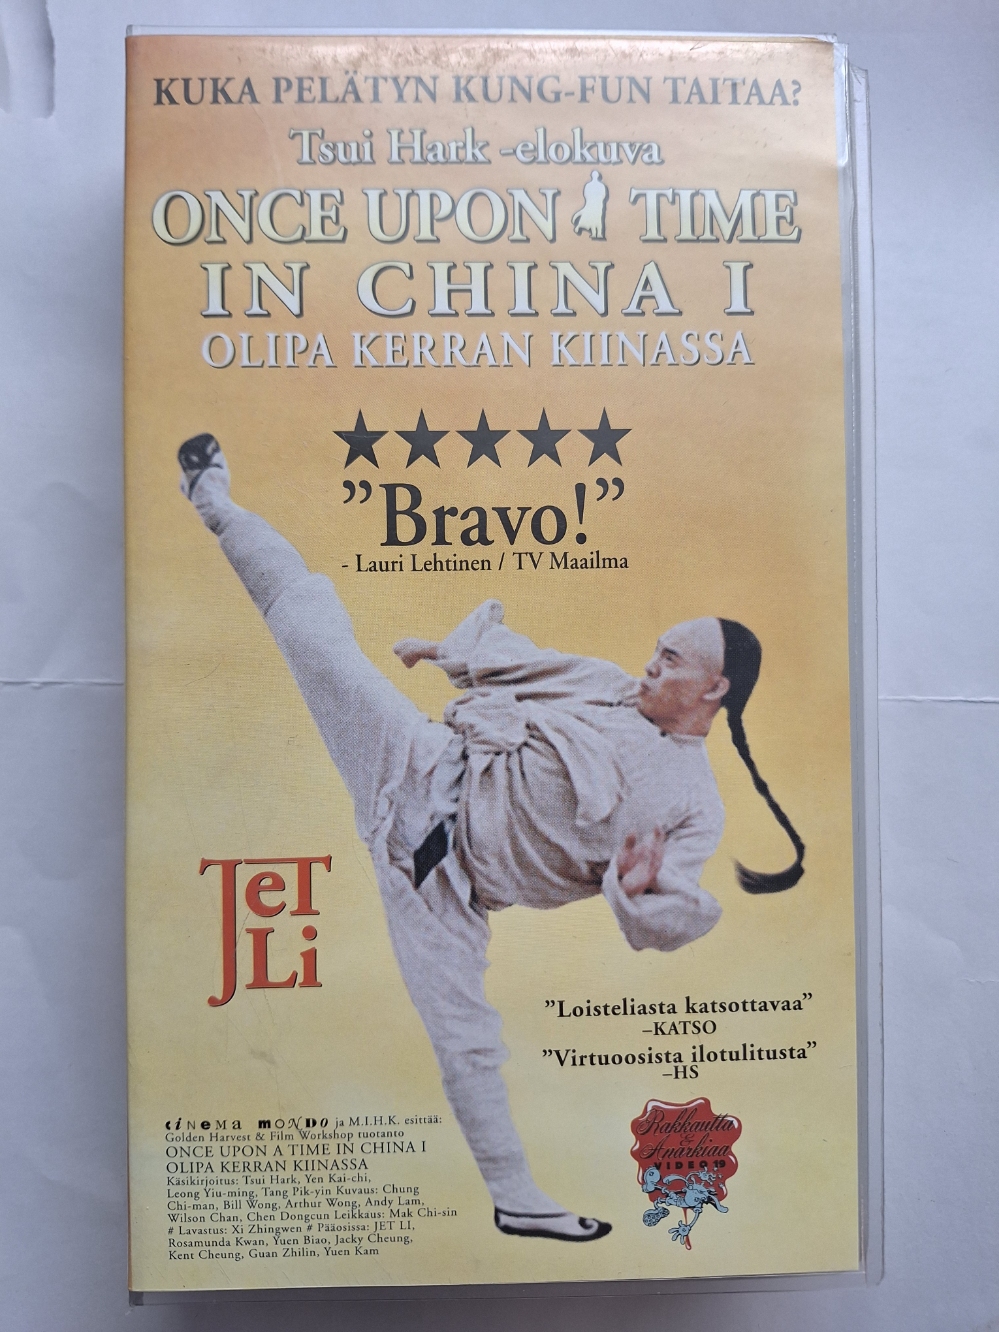 KUKA PELÄTYN KUNG-FUN TAITAA?
Tsui Hark -elokuva
ONCE UPON A TIME
IN CHINA I
OLIPA KERRAN KIINASSA
"Bravo!"
- Lauri Lehtinen / TV Maailma
JET
Li
"Loisteliasta katsottavaa"
–KATSO
"Virtuoosista ilotulitusta"
–HS
Rakkautta
&
Anarkiaa
VIDEO 19
CiNeMa MONDO ja M.I.H.K. esittää:
Golden Harvest & Film Workshop tuotanto
ONCE UPON A TIME IN CHINA I
OLIPA KERRAN KIINASSA
Käsikirjoitus: Tsui Hark, Yen Kai-chi,
Leong Yiu-ming, Tang Pik-yin Kuvaus: Chung
Chi-man, Bill Wong, Arthur Wong, Andy Lam,
Wilson Chan, Chen Dongcun Leikkaus: Mak Chi-sin
# Lavastus: Xi Zhingwen # Pääosissa: JET LI,
Rosamunda Kwan, Yuen Biao, Jacky Cheung,
Kent Cheung, Guan Zhilin, Yuen Kam